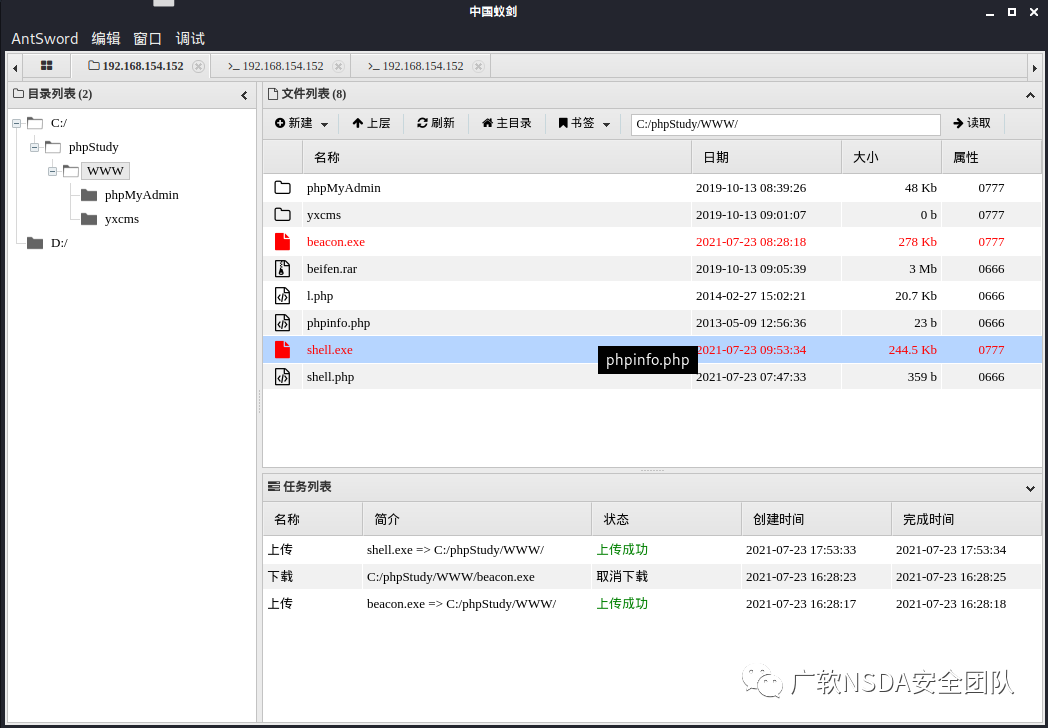 中国蚁剑
AntSword 编辑 窗口 调试
192.168.154.152 >_ 192.168.154.152 >_ 192.168.154.152
目录列表 (2)
C:/
phpStudy
WWW
phpMyAdmin
yxcms
D:/
文件列表 (8)
新建 上层 刷新 主目录 书签 C:/phpStudy/WWW/ 读取
名称 日期 大小 属性
phpMyAdmin 2019-10-13 08:39:26 48 Kb 0777
yxcms 2019-10-13 09:01:07 0 b 0777
beacon.exe 2021-07-23 08:28:18 278 Kb 0777
beifen.rar 2019-10-13 09:05:39 3 Mb 0666
l.php 2014-02-27 15:02:21 20.7 Kb 0666
phpinfo.php 2013-05-09 12:56:36 23 b 0666
shell.exe 2021-07-23 09:53:34 244.5 Kb 0777
phpinfo.php
shell.php 2021-07-23 07:47:33 359 b 0666
任务列表
名称 简介 状态 创建时间 完成时间
上传 shell.exe => C:/phpStudy/WWW/ 上传成功 2021-07-23 17:53:33 2021-07-23 17:53:34
下载 C:/phpStudy/WWW/beacon.exe 取消下载 2021-07-23 16:28:23 2021-07-23 16:28:25
上传 beacon.exe => C:/phpStudy/WWW/ 上传成功 2021-07-23 16:28:17 2021-07-23 16:28:18
广软NSDA安全团队